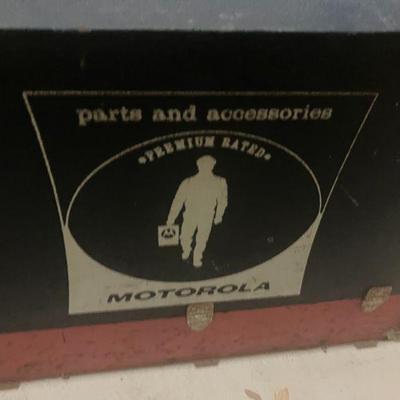 parts and accessories
• PREMIUM RATED •
MOTOROLA